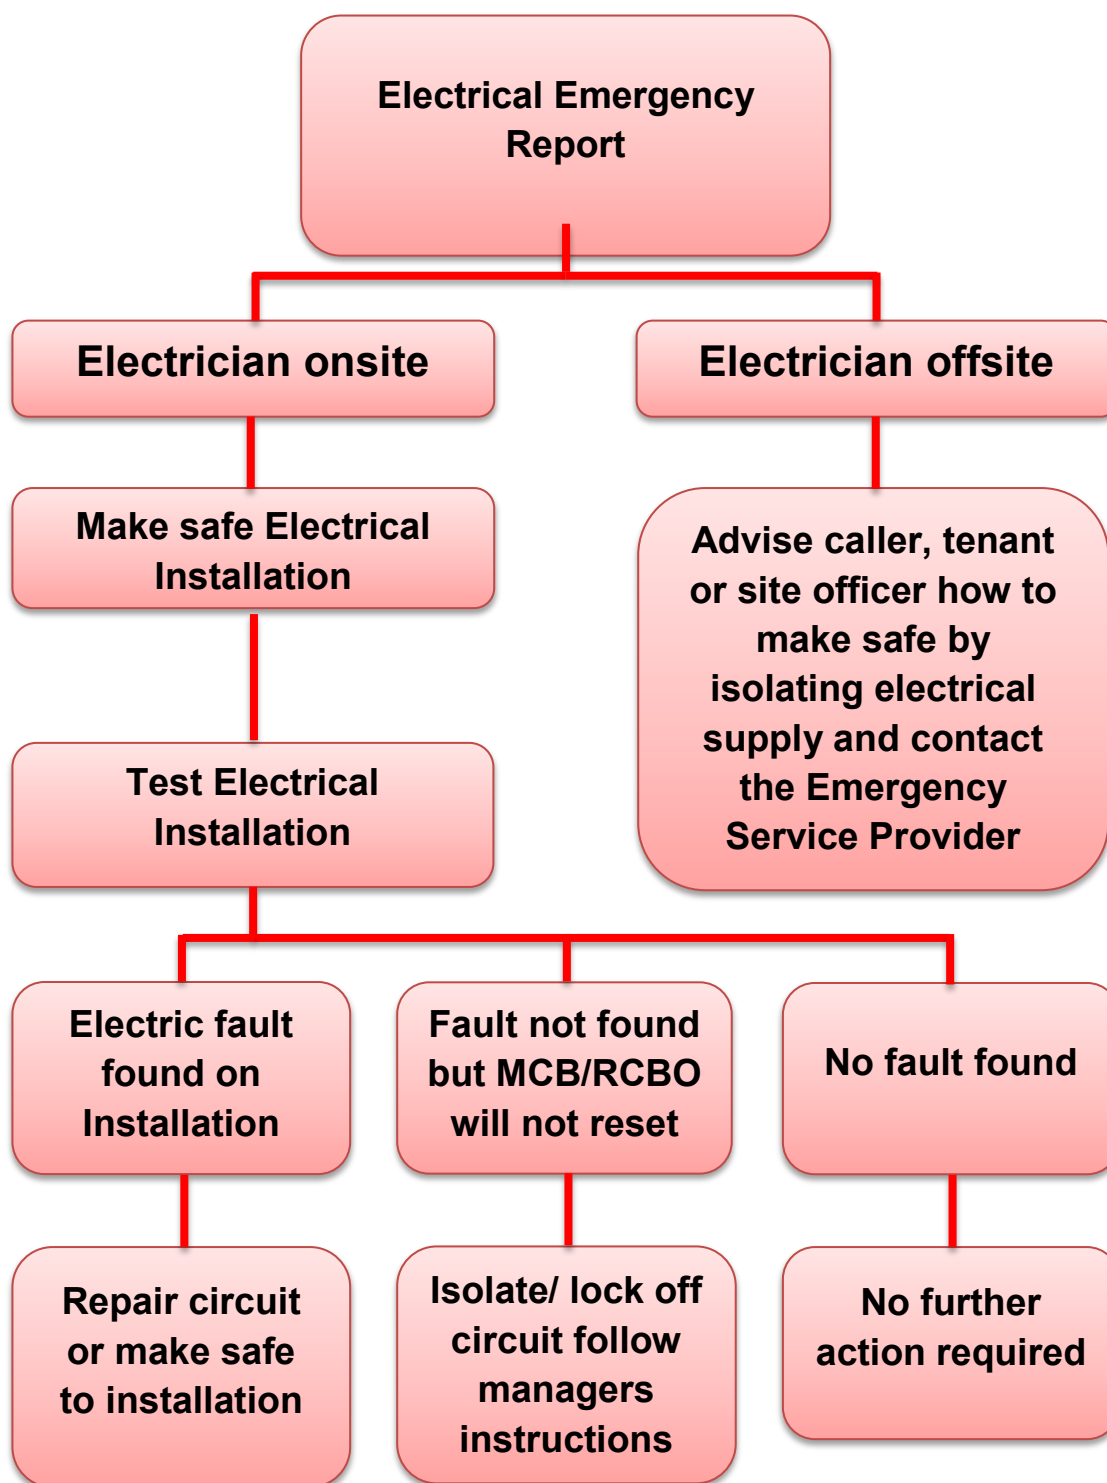 Electrical Emergency
Report
Electrician onsite
Electrician offsite
Make safe Electrical
Installation
Advise caller, tenant
or site officer how to
make safe by
isolating electrical
supply and contact
the Emergency
Service Provider
Test Electrical
Installation
Electric fault
found on
Installation
Fault not found
but MCB/RCBO
will not reset
No fault found
Repair circuit
or make safe
to installation
Isolate/ lock off
circuit follow
managers
instructions
No further
action required